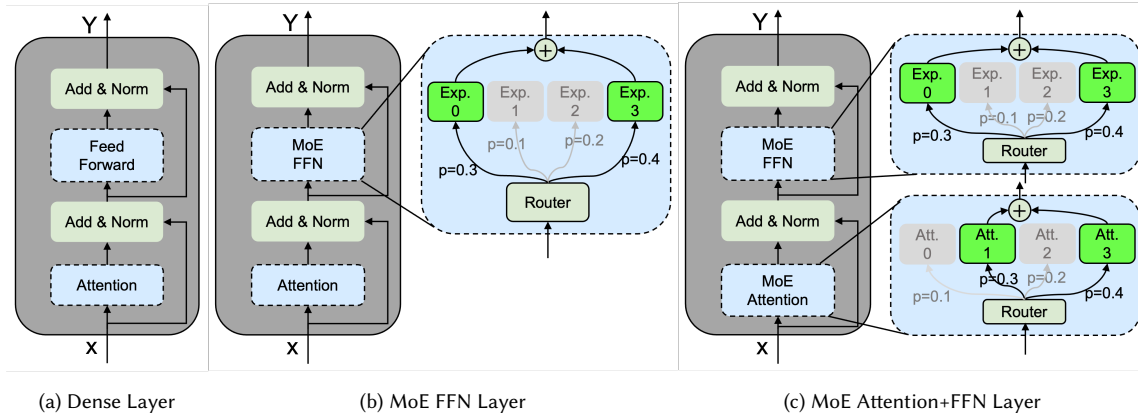 Y
Add & Norm
Feed
Forward
Add & Norm
Attention
X
(a) Dense Layer
Y
Add & Norm
MoE
FFN
Add & Norm
Attention
X
+
Exp.
0
Exp.
1
Exp.
2
Exp.
3
p=0.3
p=0.1
p=0.2
p=0.4
Router
(b) MoE FFN Layer
Y
Add & Norm
MoE
FFN
Add & Norm
MoE
Attention
X
+
Exp.
0
Exp.
1
Exp.
2
Exp.
3
p=0.3
p=0.1
p=0.2
p=0.4
Router
+
Att.
0
Att.
1
Att.
2
Att.
3
p=0.1
p=0.3
p=0.2
p=0.4
Router
(c) MoE Attention+FFN Layer